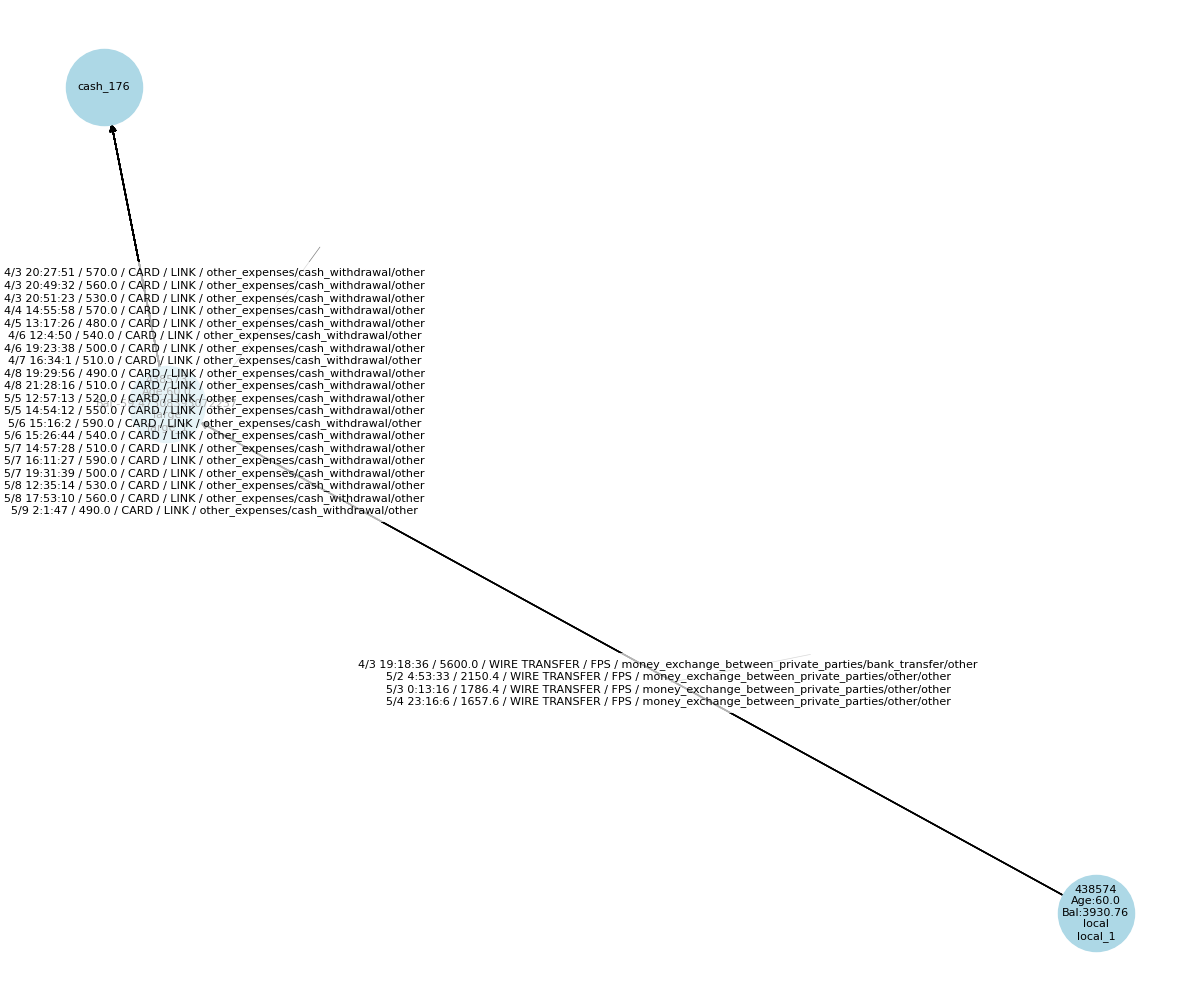 cash_176
4/3 20:27:51 / 570.0 / CARD / LINK / other_expenses/cash_withdrawal/other
4/3 20:49:32 / 560.0 / CARD / LINK / other_expenses/cash_withdrawal/other
4/3 20:51:23 / 530.0 / CARD / LINK / other_expenses/cash_withdrawal/other
4/4 14:55:58 / 570.0 / CARD / LINK / other_expenses/cash_withdrawal/other
4/5 13:17:26 / 480.0 / CARD / LINK / other_expenses/cash_withdrawal/other
4/6 12:4:50 / 540.0 / CARD / LINK / other_expenses/cash_withdrawal/other
4/6 19:23:38 / 500.0 / CARD / LINK / other_expenses/cash_withdrawal/other
4/7 16:34:1 / 510.0 / CARD / LINK / other_expenses/cash_withdrawal/other
4/8 19:29:56 / 490.0 / CARD / LINK / other_expenses/cash_withdrawal/other
4/8 21:28:16 / 510.0 / CARD / LINK / other_expenses/cash_withdrawal/other
5/5 12:57:13 / 520.0 / CARD / LINK / other_expenses/cash_withdrawal/other
5/5 14:54:12 / 550.0 / CARD / LINK / other_expenses/cash_withdrawal/other
5/6 15:16:2 / 590.0 / CARD / LINK / other_expenses/cash_withdrawal/other
5/6 15:26:44 / 540.0 / CARD / LINK / other_expenses/cash_withdrawal/other
5/7 14:57:28 / 510.0 / CARD / LINK / other_expenses/cash_withdrawal/other
5/7 16:11:27 / 590.0 / CARD / LINK / other_expenses/cash_withdrawal/other
5/7 19:31:39 / 500.0 / CARD / LINK / other_expenses/cash_withdrawal/other
5/8 12:35:14 / 530.0 / CARD / LINK / other_expenses/cash_withdrawal/other
5/8 17:53:10 / 560.0 / CARD / LINK / other_expenses/cash_withdrawal/other
5/9 2:1:47 / 490.0 / CARD / LINK / other_expenses/cash_withdrawal/other
4/3 19:18:36 / 5600.0 / WIRE TRANSFER / FPS / money_exchange_between_private_parties/bank_transfer/other
5/2 4:53:33 / 2150.4 / WIRE TRANSFER / FPS / money_exchange_between_private_parties/other/other
5/3 0:13:16 / 1786.4 / WIRE TRANSFER / FPS / money_exchange_between_private_parties/other/other
5/4 23:16:6 / 1657.6 / WIRE TRANSFER / FPS / money_exchange_between_private_parties/other/other
438574
Age:60.0
Bal:3930.76
local
local_1